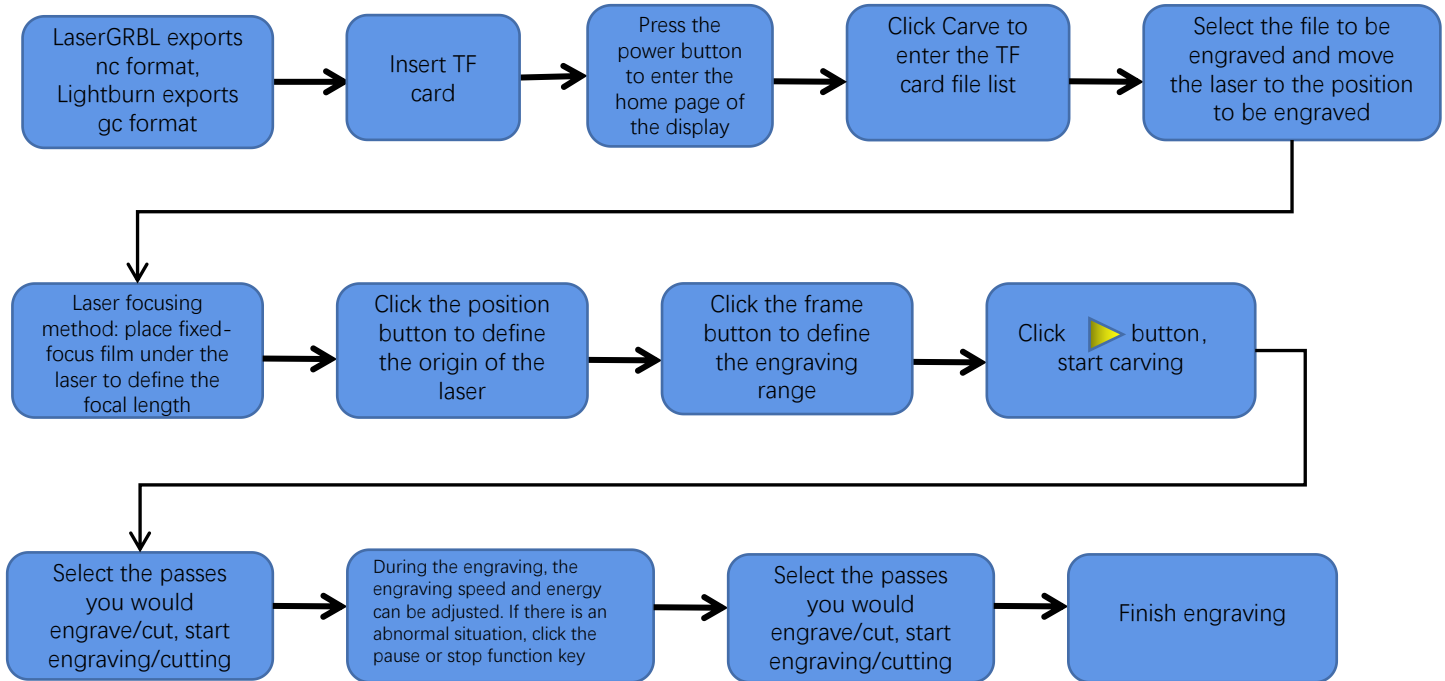 LaserGRBL exports
nc format,
Lightburn exports
gc format
Insert TF
card
Press the
power button
to enter the
home page of
the display
Click Carve to
enter the TF
card file list
Select the file to be
engraved and move
the laser to the position
to be engraved
Laser focusing
method: place fixed-
focus film under the
laser to define the
focal length
Click the position
button to define
the origin of the
laser
Click the frame
button to define
the engraving
range
Click button,
start carving
Select the passes
you would
engrave/cut, start
engraving/cutting
During the engraving, the
engraving speed and energy
can be adjusted. If there is an
abnormal situation, click the
pause or stop function key
Select the passes
you would
engrave/cut, start
engraving/cutting
Finish engraving